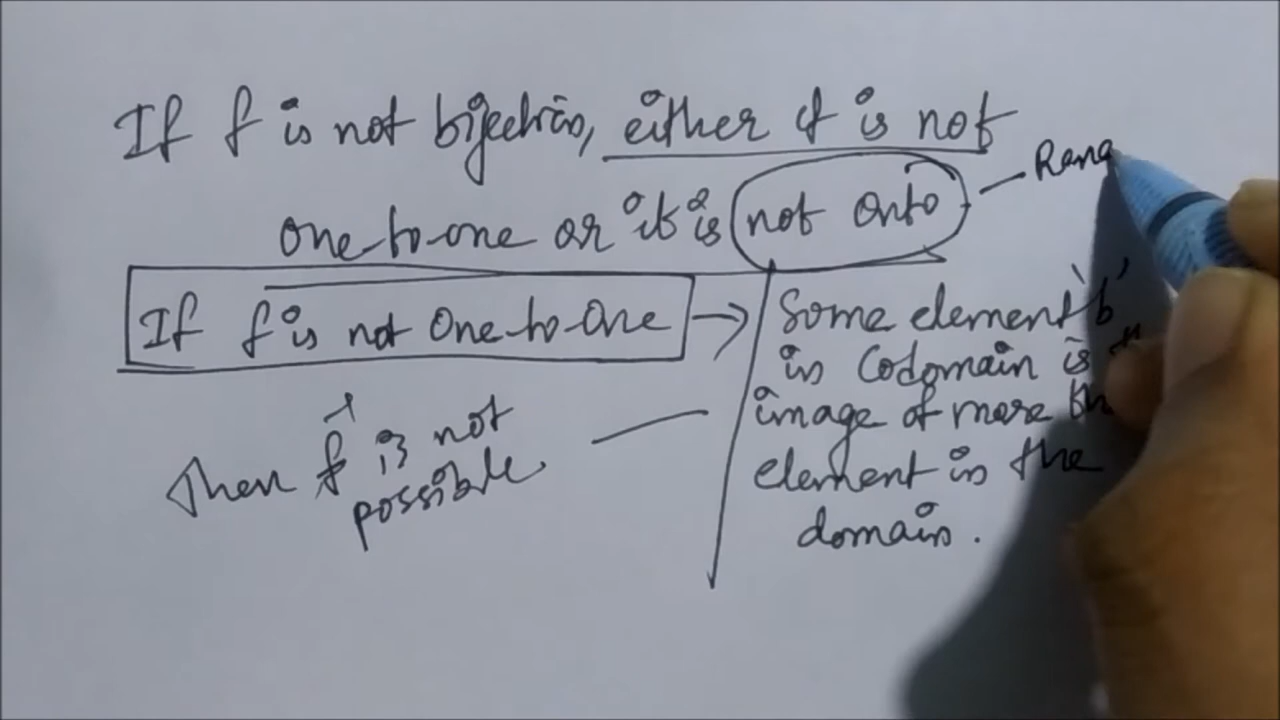 If f is not bijection, either it is not
one-to-one or it is not onto — Rang
If f is not One-to-One →
Some element 'b'
in Codomain is
image of more
element in the
domain.
Then f⁻¹ is not
possible